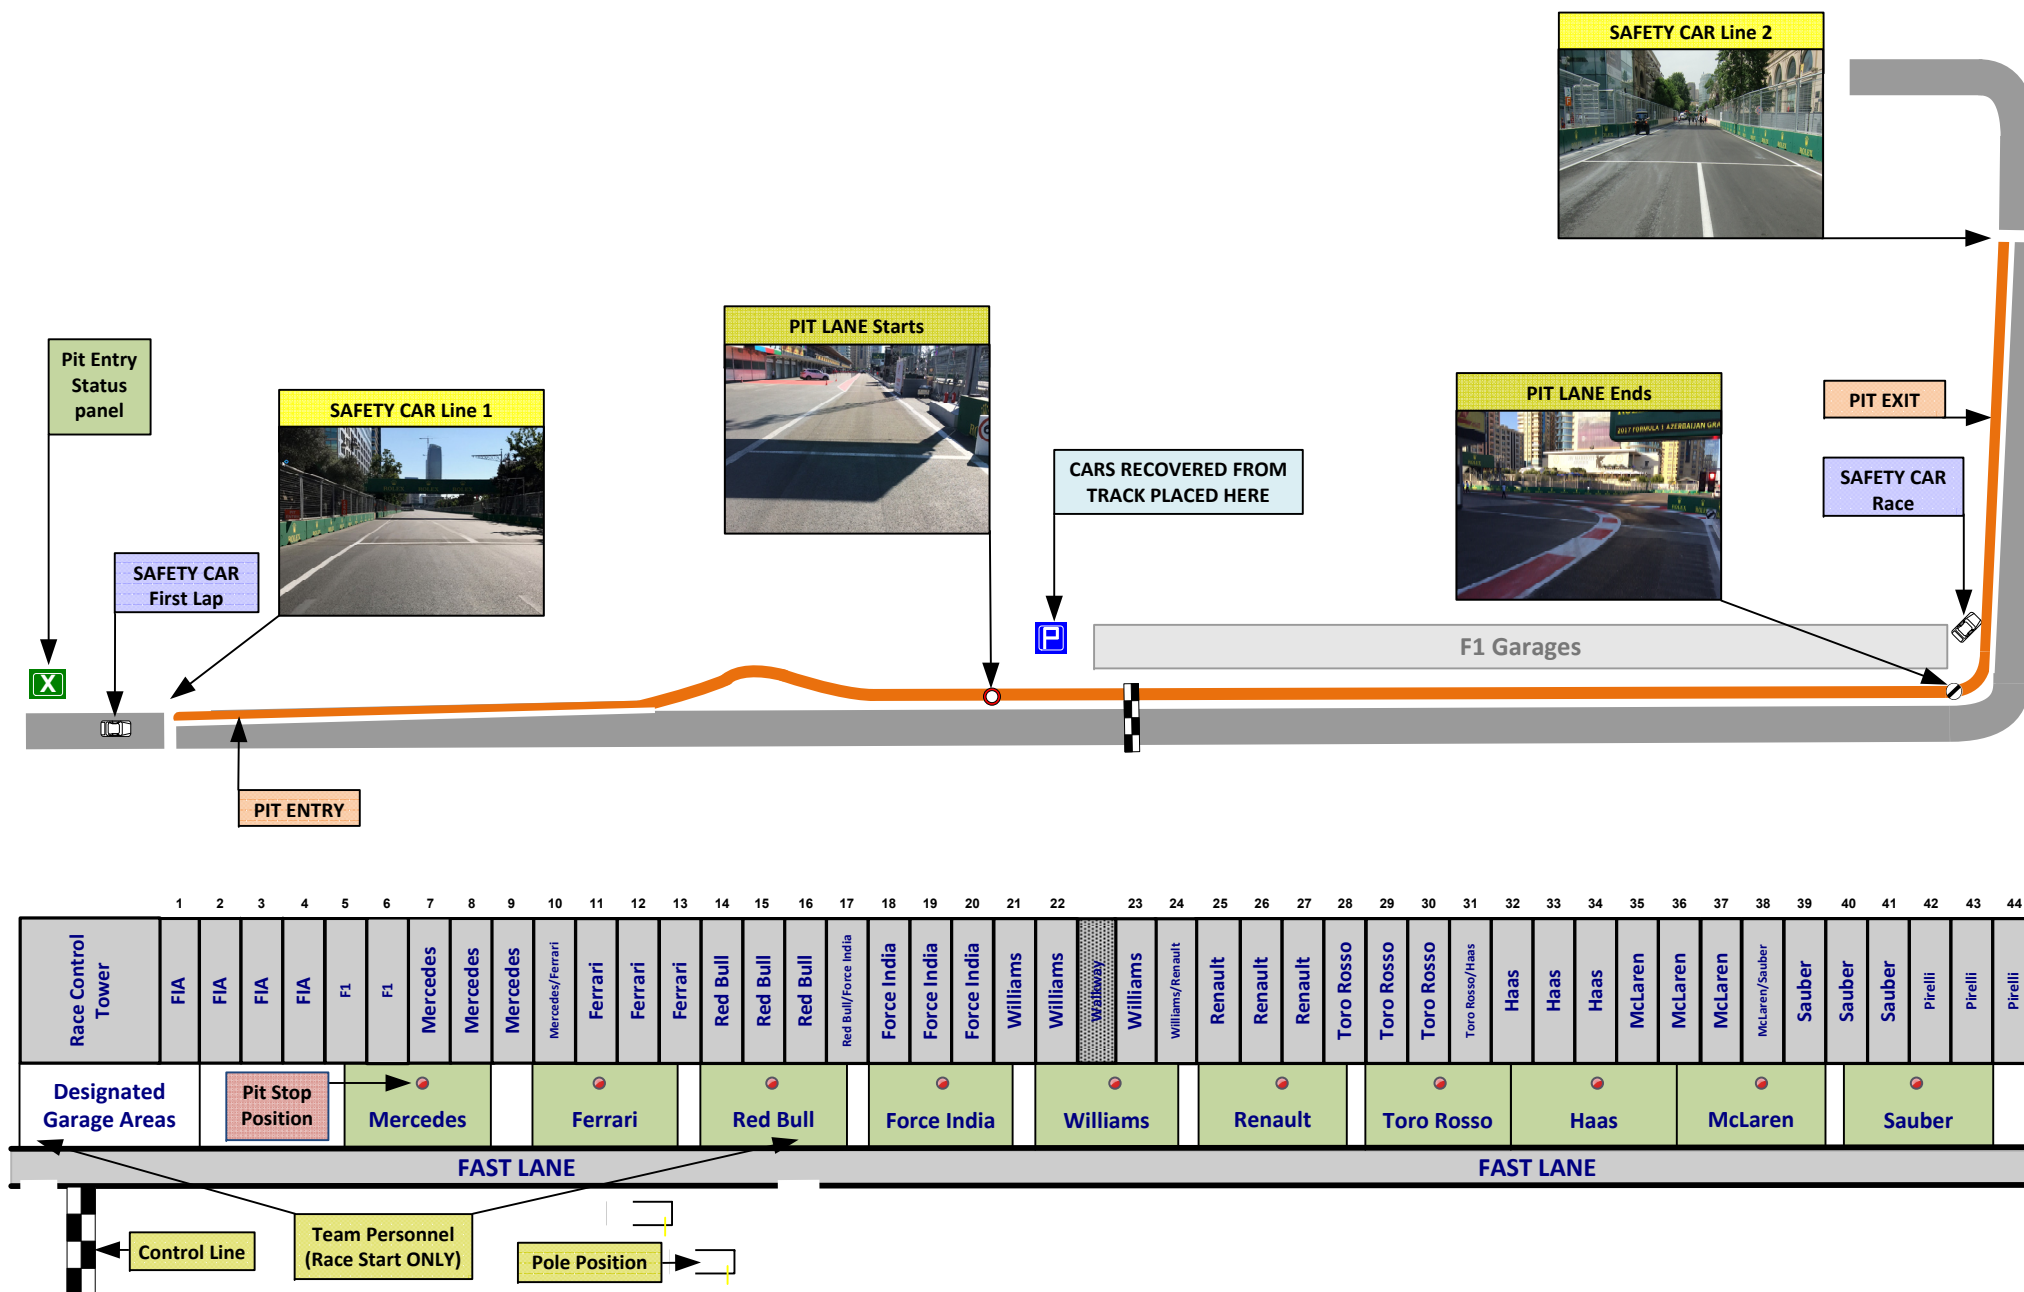 SAFETY CAR Line 2
PIT LANE Starts
Pit Entry
Status
panel
SAFETY CAR Line 1
PIT LANE Ends
2017 FORMULA 1 AZERBAIJAN GRA
PIT EXIT
CARS RECOVERED FROM
TRACK PLACED HERE
SAFETY CAR
Race
SAFETY CAR
First Lap
P
F1 Garages
X
PIT ENTRY
1 2 3 4 5 6 7 8 9 10 11 12 13 14 15 16 17 18 19 20 21 22 23 24 25 26 27 28 29 30 31 32 33 34 35 36 37 38 39 40 41 42 43 44
Race Control
Tower
FIA
FIA
FIA
FIA
F1
F1
Mercedes
Mercedes
Mercedes
Mercedes/Ferrari
Ferrari
Ferrari
Ferrari
Red Bull
Red Bull
Red Bull
Red Bull/Force India
Force India
Force India
Force India
Williams
Williams
Walkway
Williams
Williams/Renault
Renault
Renault
Renault
Toro Rosso
Toro Rosso
Toro Rosso
Toro Rosso/Haas
Haas
Haas
Haas
McLaren
McLaren
McLaren
McLaren/Sauber
Sauber
Sauber
Sauber
Pirelli
Pirelli
Pirelli
Designated
Garage Areas
Pit Stop
Position
Mercedes
Ferrari
Red Bull
Force India
Williams
Renault
Toro Rosso
Haas
McLaren
Sauber
FAST LANE
FAST LANE
Control Line
Team Personnel
(Race Start ONLY)
Pole Position